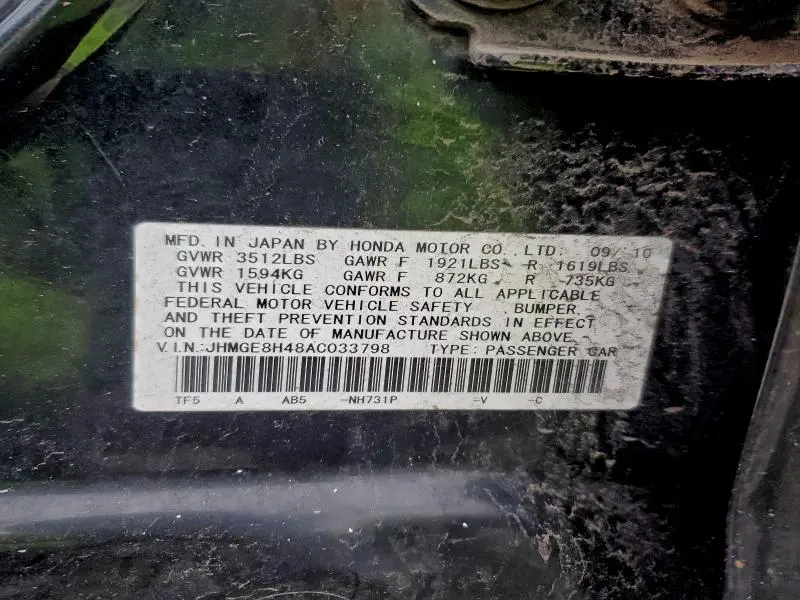 MFD. IN JAPAN BY HONDA MOTOR CO. LTD: 09/ 10
GVWR 3512LBS GAWR F 1921LBS R 1619LBS
GVWR 1594KG GAWR F 872KG R 735KG
THIS VEHICLE CONFORMS TO ALL APPLICABLE
FEDERAL MOTOR VEHICLE SAFETY , BUMPER,
AND THEFT PREVENTION STANDARDS IN EFFECT
ON THE DATE OF MANUFACTURE SHOWN ABOVE.
V.I.N.:JHMGE8H48AC033798 TYPE: PASSENGER CAR
TF5 A AB5 -NH731P -V -C